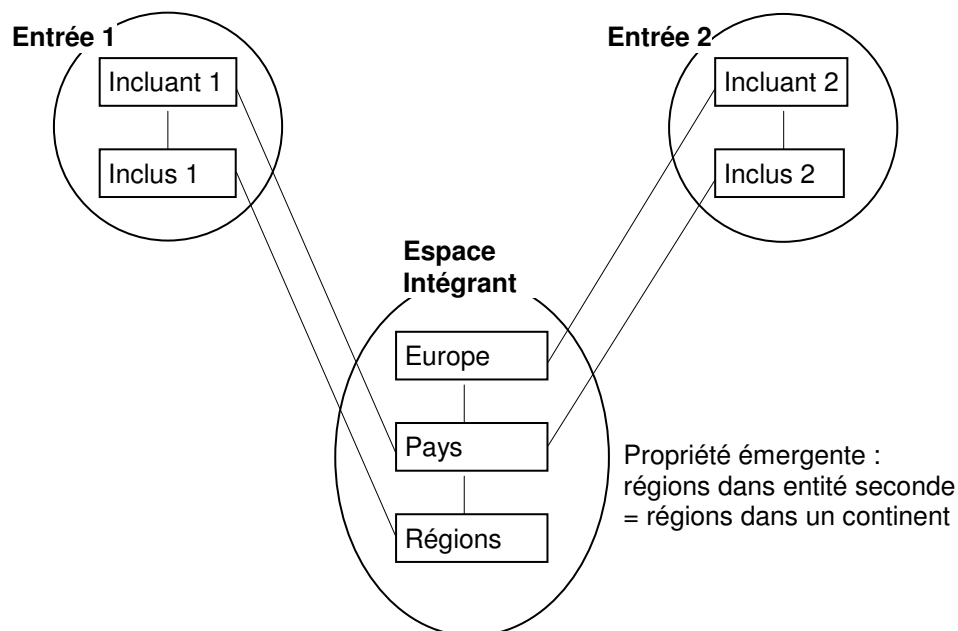 Entrée 1
Incluant 1
Inclus 1
Entrée 2
Incluant 2
Inclus 2
Espace
Intégrant
Europe
Pays
Régions
Propriété émergente :
régions dans entité seconde
= régions dans un continent